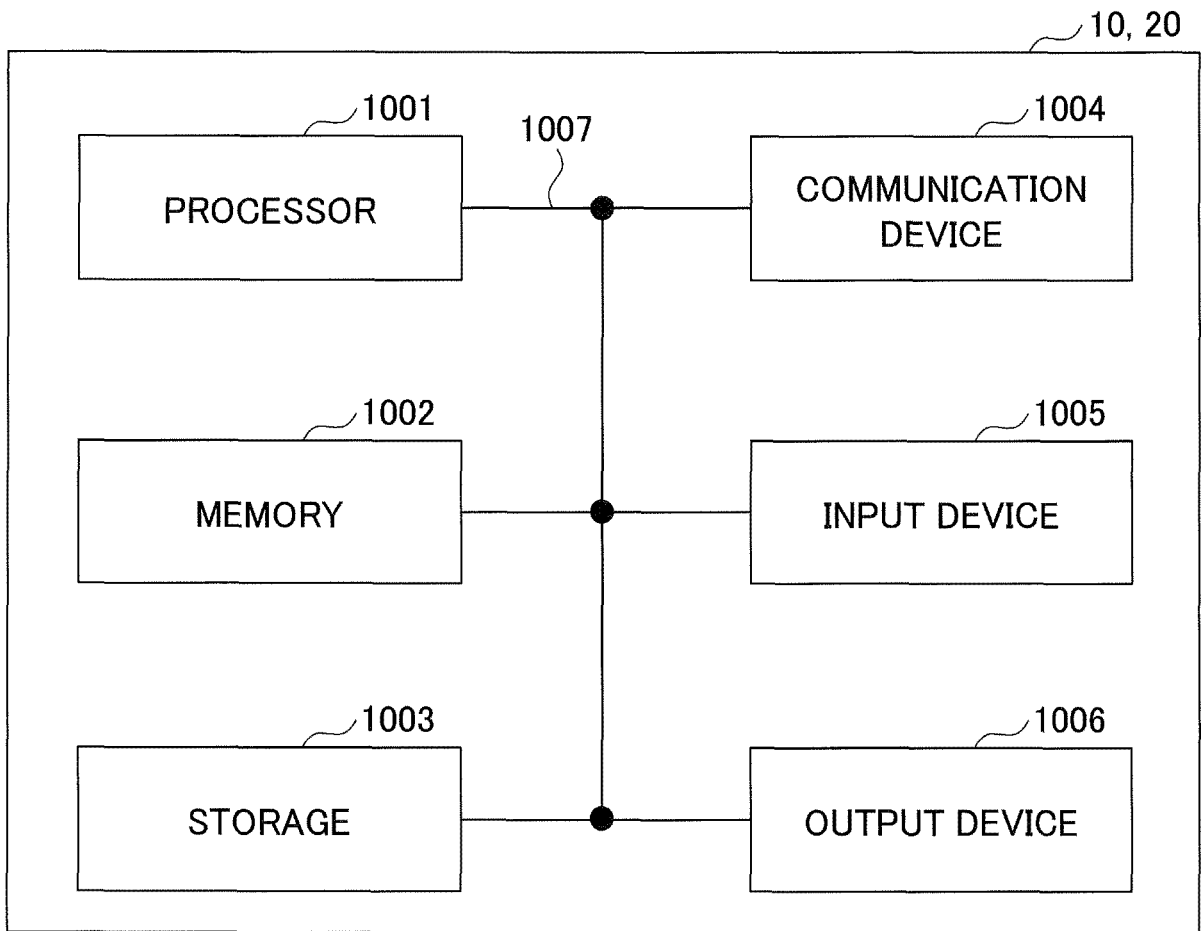 10, 20
1001
1007
1004
PROCESSOR
COMMUNICATION
DEVICE
1002
1005
MEMORY
INPUT DEVICE
1003
1006
STORAGE
OUTPUT DEVICE